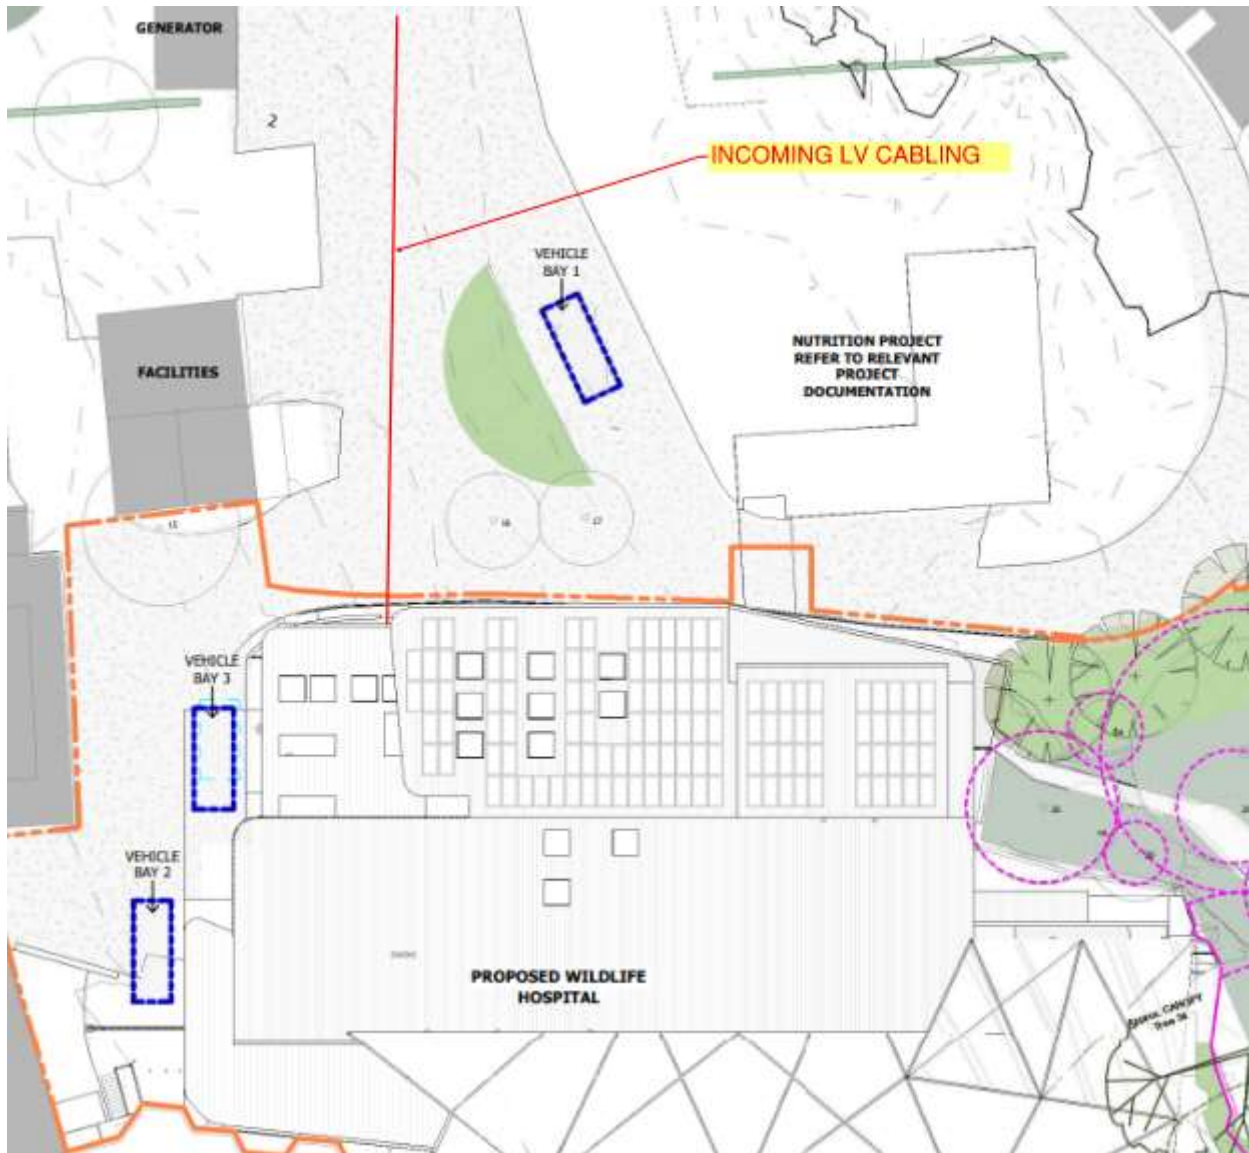 GENERATOR
2
INCOMING LV CABLING
VEHICLE
BAY 1
NUTRITION PROJECT
REFER TO RELEVANT
PROJECT
DOCUMENTATION
FACILITIES
17
VEHICLE
BAY 3
VEHICLE
BAY 2
PROPOSED WILDLIFE
HOSPITAL